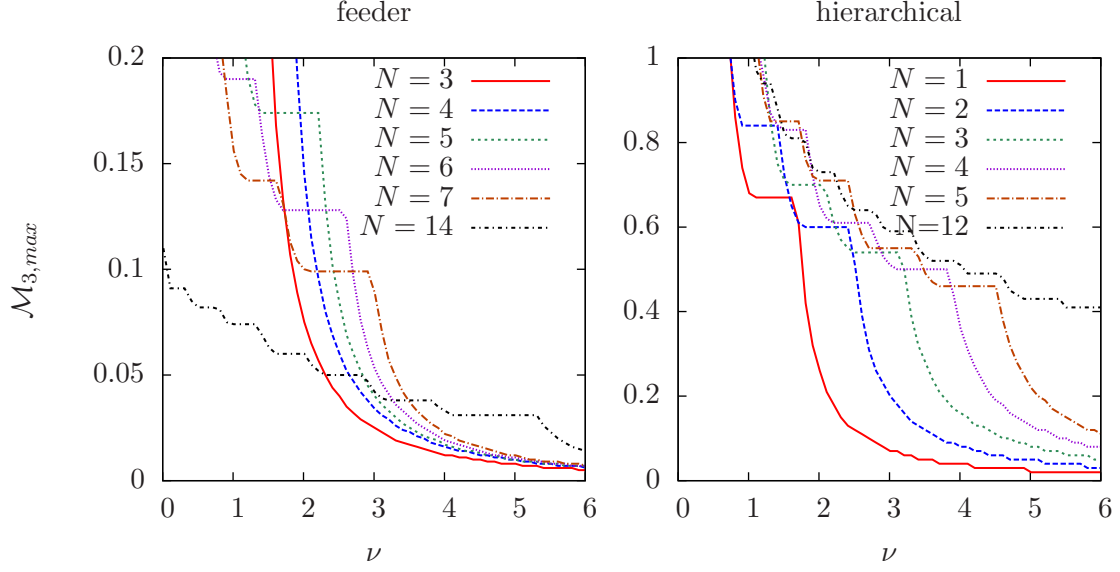 feeder
0.2
0.15
0.1
0.05
0
0 1 2 3 4 5 6
ν
$\mathcal{M}_{3,max}$
N = 3
N = 4
N = 5
N = 6
N = 7
N = 14
hierarchical
1
0.8
0.6
0.4
0.2
0
0 1 2 3 4 5 6
ν
N = 1
N = 2
N = 3
N = 4
N = 5
N=12